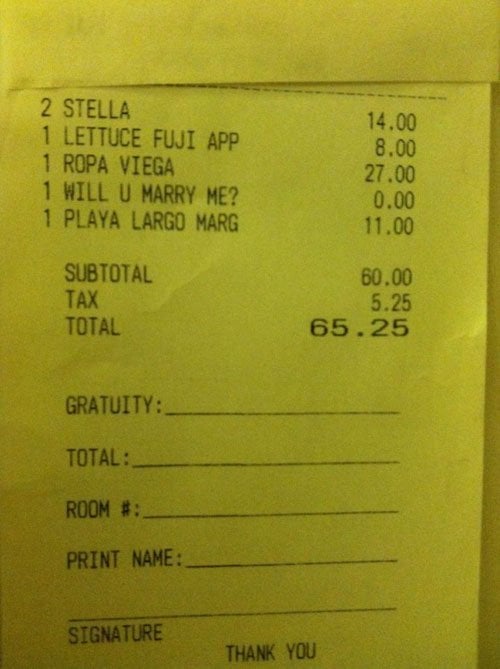 2 STELLA 14.00
1 LETTUCE FUJI APP 8.00
1 ROPA VIEGA 27.00
1 WILL U MARRY ME? 0.00
1 PLAYA LARGO MARG 11.00
SUBTOTAL 60.00
TAX 5.25
TOTAL 65.25
GRATUITY:
TOTAL:
ROOM #:
PRINT NAME:
SIGNATURE
THANK YOU